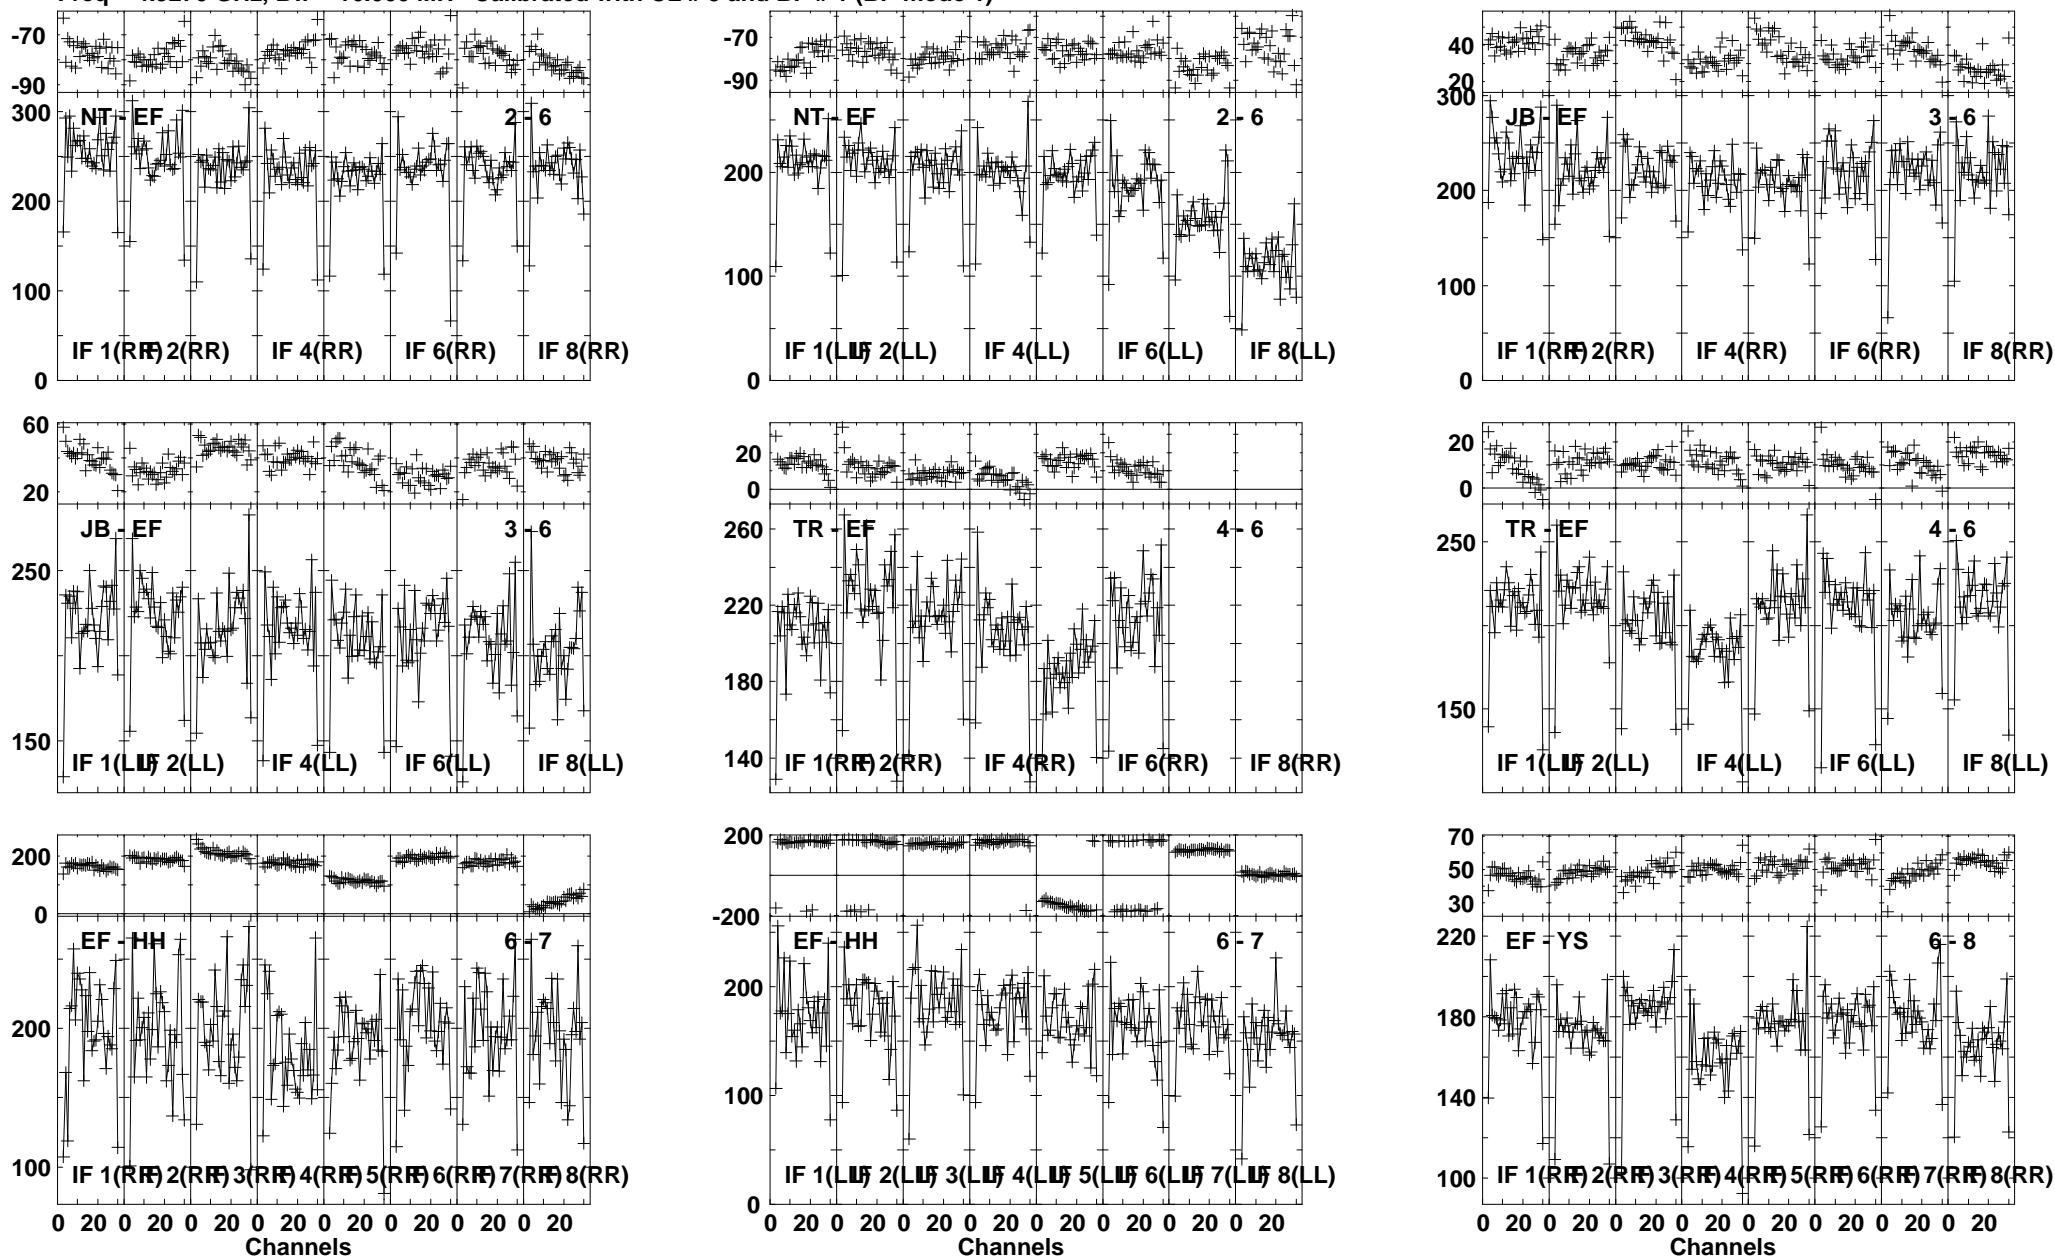 -70
-90
300
200
100
0
NT - EF 2 - 6
IF 1(RR) IF 2(RR) IF 4(RR) IF 6(RR) IF 8(RR)
-70
-90
200
100
0
NT - EF 2 - 6
IF 1(LL) IF 2(LL) IF 4(LL) IF 6(LL) IF 8(LL)
40
20
300
200
100
0
JB - EF 3 - 6
IF 1(RR) IF 2(RR) IF 4(RR) IF 6(RR) IF 8(RR)
60
20
250
150
JB - EF 3 - 6
IF 1(LL) IF 2(LL) IF 4(LL) IF 6(LL) IF 8(LL)
20
0
260
220
180
140
TR - EF 4 - 6
IF 1(RR) IF 2(RR) IF 4(RR) IF 6(RR) IF 8(RR)
20
0
250
150
TR - EF 4 - 6
IF 1(LL) IF 2(LL) IF 4(LL) IF 6(LL) IF 8(LL)
200
0
200
100
EF - HH 6 - 7
IF 1(RR) IF 2(RR) IF 3(RR) IF 4(RR) IF 5(RR) IF 6(RR) IF 7(RR) IF 8(RR)
0 20 0 20 0 20 0 20 0 20 0 20 0 20 0 20
Channels
200
-200
200
100
0
EF - HH 6 - 7
IF 1(LL) IF 2(LL) IF 3(LL) IF 4(LL) IF 5(LL) IF 6(LL) IF 7(LL) IF 8(LL)
0 20 0 20 0 20 0 20 0 20 0 20 0 20 0 20
Channels
70
50
30
220
180
140
100
EF - YS 6 - 8
IF 1(RR) IF 2(RR) IF 3(RR) IF 4(RR) IF 5(RR) IF 6(RR) IF 7(RR) IF 8(RR)
0 20 0 20 0 20 0 20 0 20 0 20 0 20 0 20
Channels